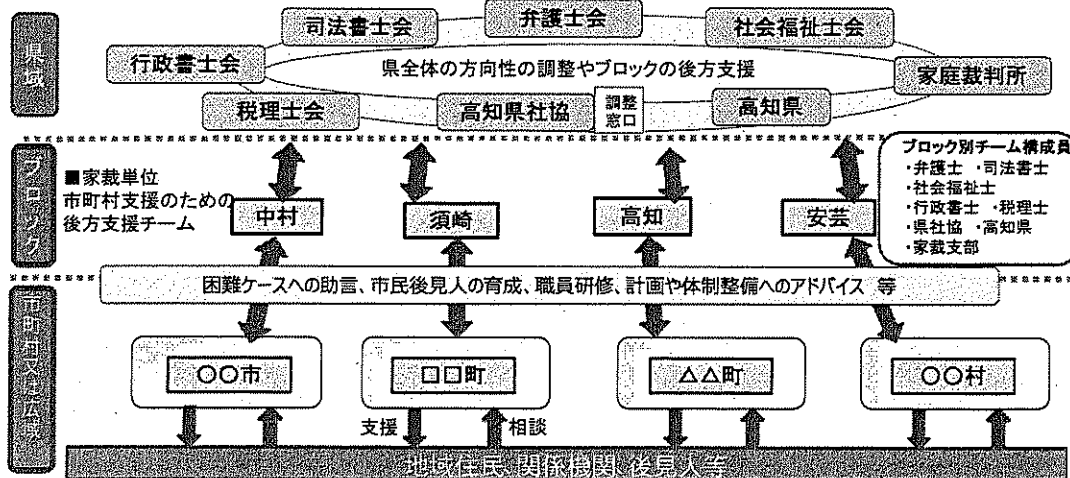 県域
司法書士会
弁護士会
社会福祉士会
行政書士会
県全体の方向性の調整やブロックの後方支援
家庭裁判所
税理士会
高知県社協
調整
窓口
高知県
ブロック
■家裁単位
市町村支援のための
後方支援チーム
中村
須崎
高知
安芸
ブロック別チーム構成員
・弁護士 ・司法書士
・社会福祉士
・行政書士 ・税理士
・県社協 ・高知県
・家裁支部
困難ケースへの助言、市民後見人の育成、職員研修、計画や体制整備へのアドバイス 等
市町村又は広域
○○市
□□町
△△町
○○村
支援
相談
地域住民、関係機関、後見人等